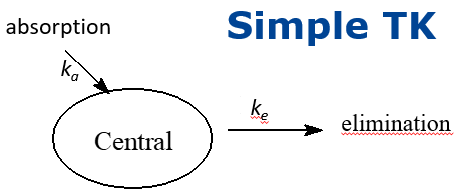 Simple TK
absorption
ka
ke
elimination
Central